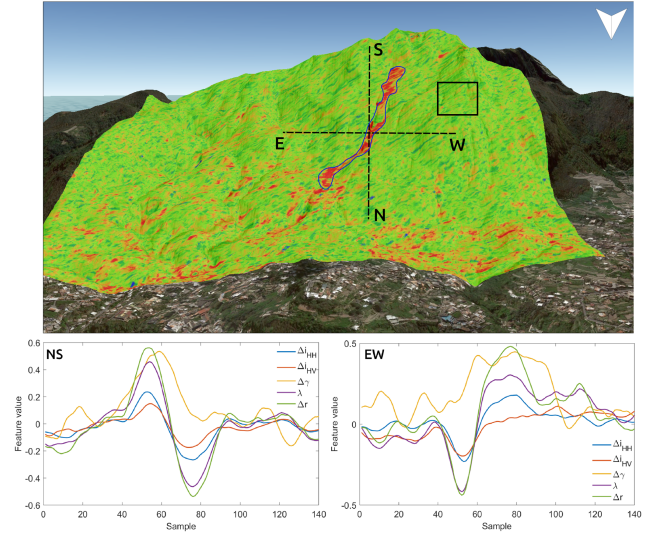 S
E
W
N
NS
Δi_HH
Δi_HV
Δγ
λ
Δr
Feature value
0.6
0.4
0.2
0
-0.2
-0.4
-0.6
0 20 40 60 80 100 120 140
Sample
EW
Δi_HH
Δi_HV
Δγ
λ
Δr
Feature value
0.5
0
-0.5
0 20 40 60 80 100 120 140
Sample